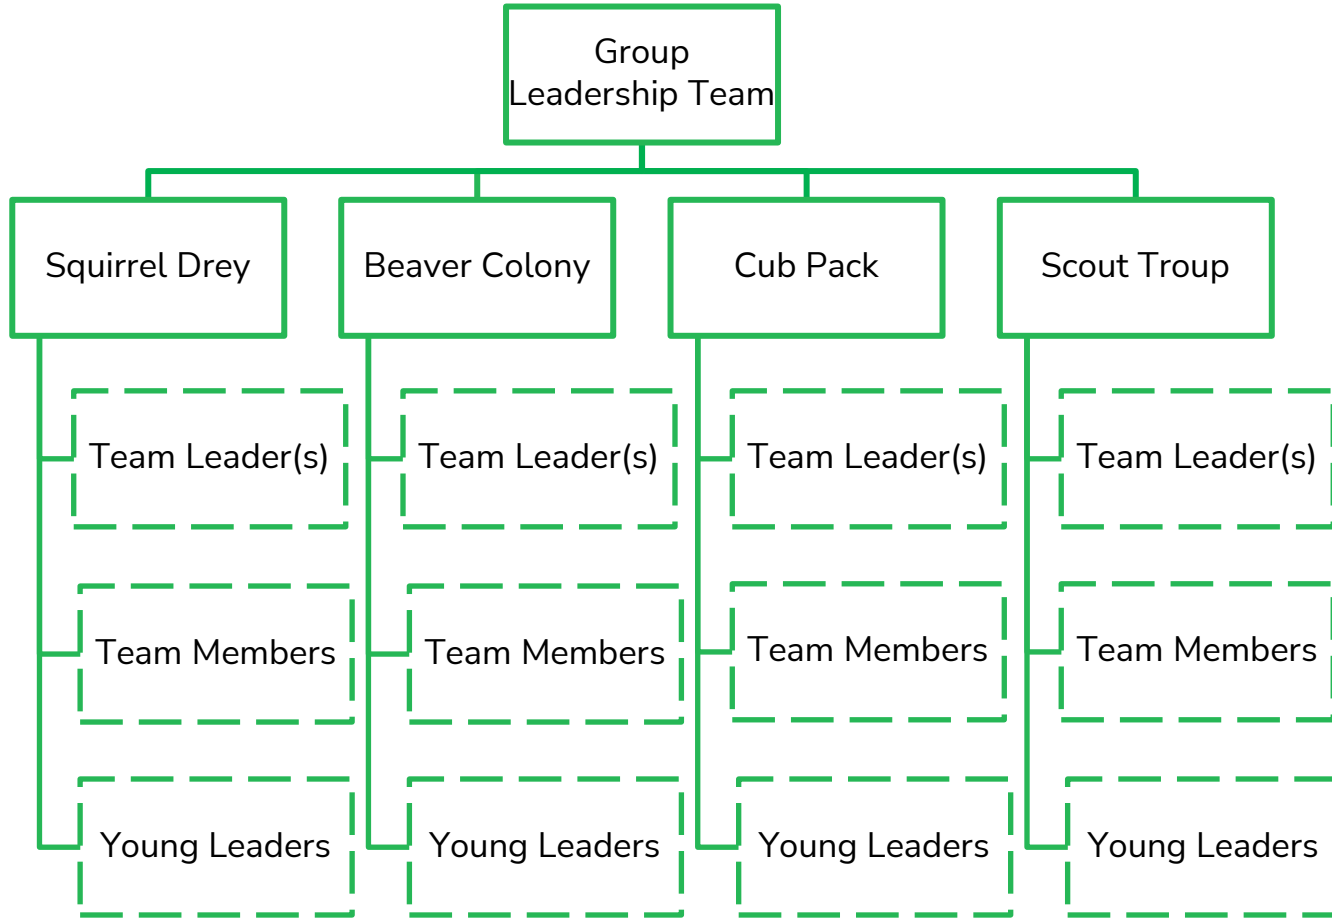 Group
Leadership Team
Squirrel Drey
Beaver Colony
Cub Pack
Scout Troup
Team Leader(s)
Team Leader(s)
Team Leader(s)
Team Leader(s)
Team Members
Team Members
Team Members
Team Members
Young Leaders
Young Leaders
Young Leaders
Young Leaders